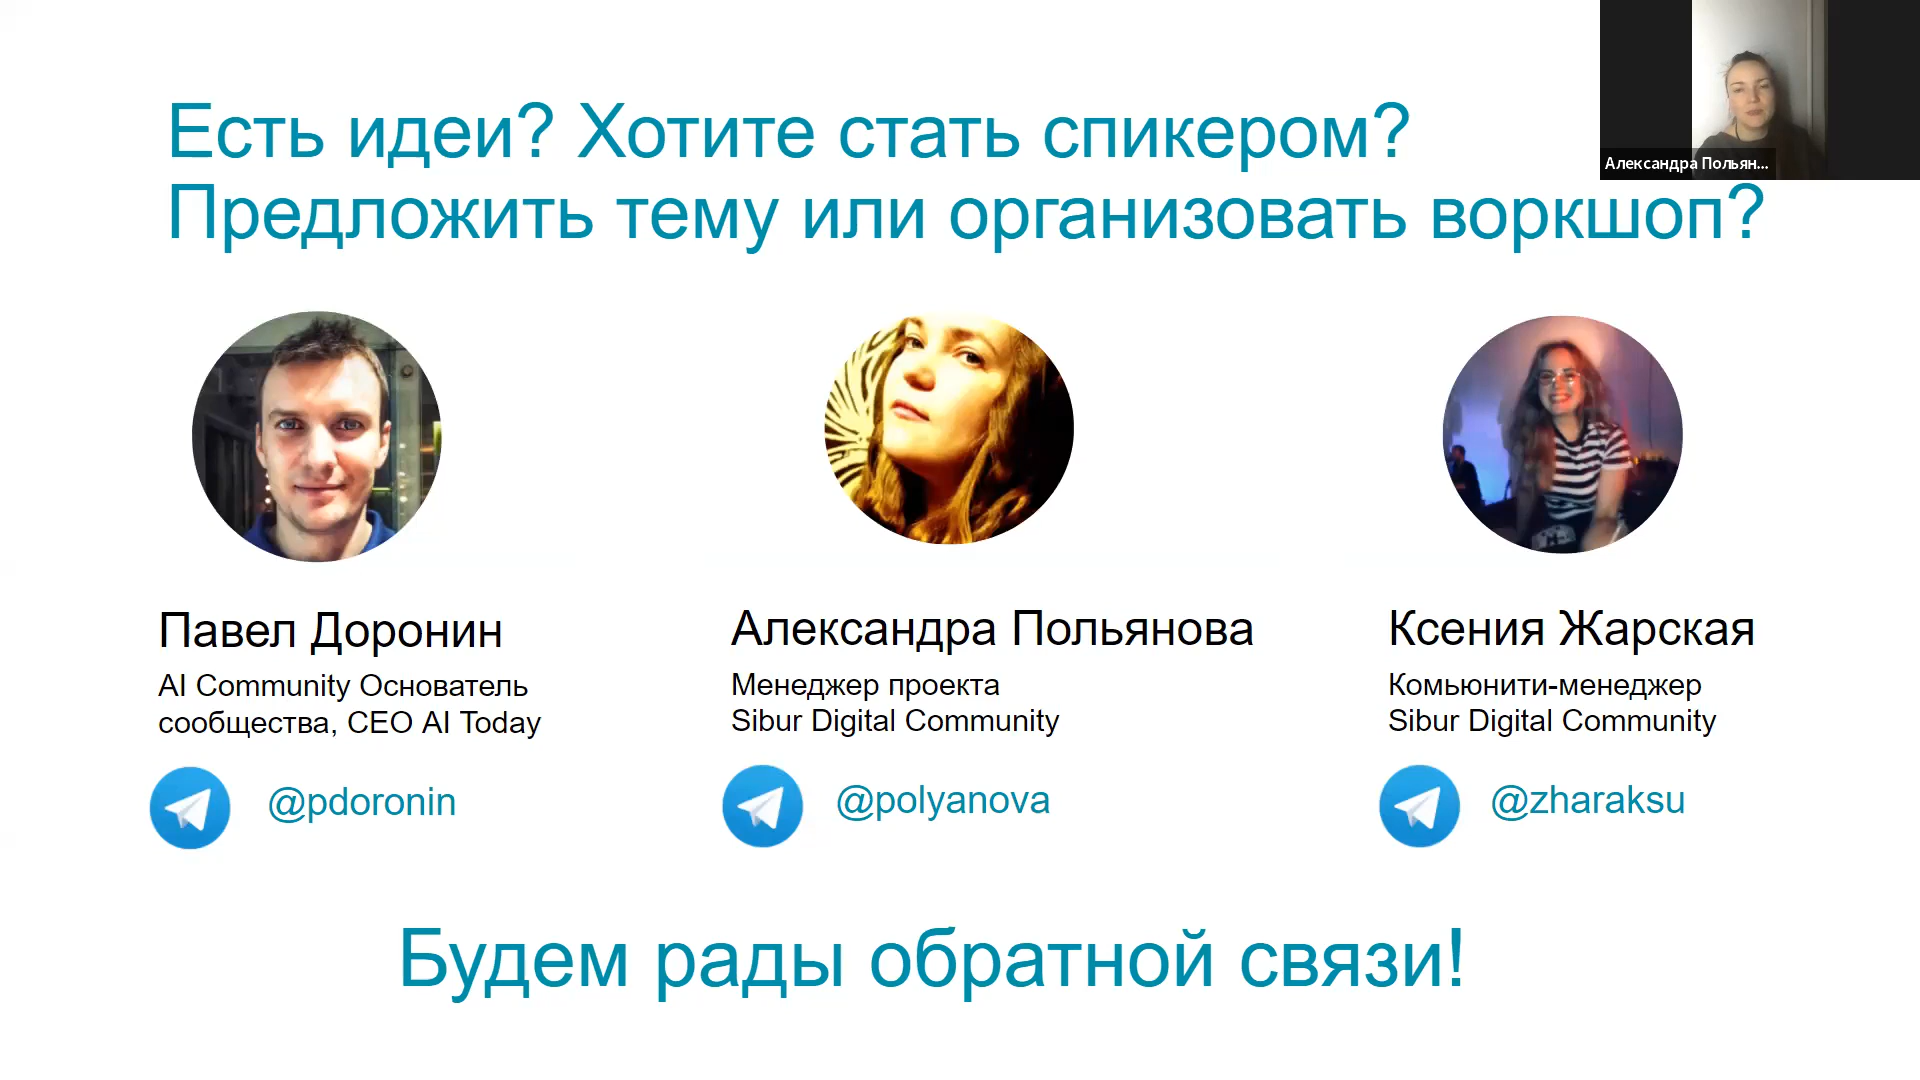 Есть идеи? Хотите стать спикером?
Предложить тему или организовать воркшоп?
Александра Польян...
Павел Доронин
AI Community Основатель
сообщества, CEO AI Today
@pdoronin
Александра Польянова
Менеджер проекта
Sibur Digital Community
@polyanova
Ксения Жарская
Комьюнити-менеджер
Sibur Digital Community
@zharaksu
Будем рады обратной связи!